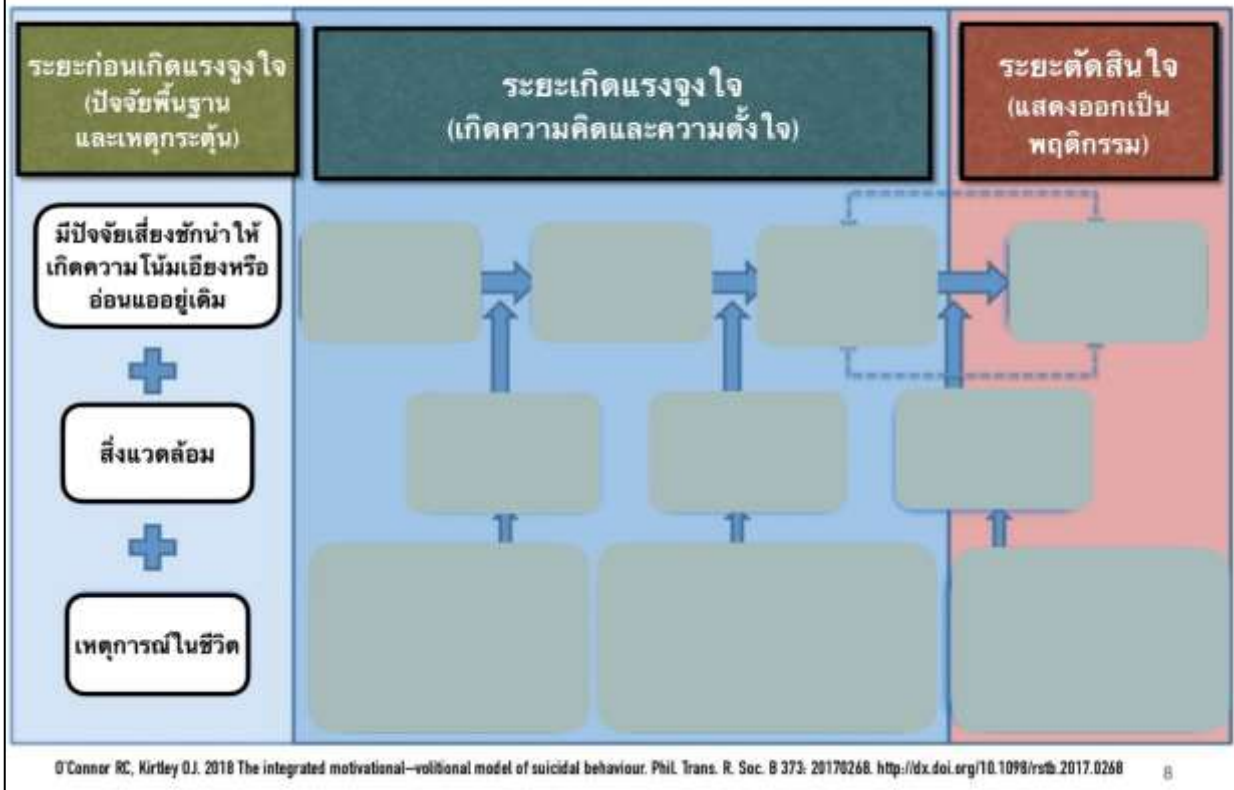 ระยะก่อนเกิดแรงจูงใจ
(ปัจจัยพื้นฐาน
และเหตุกระตุ้น)
ระยะเกิดแรงจูงใจ
(เกิดความคิดและความตั้งใจ)
ระยะตัดสินใจ
(แสดงออกเป็น
พฤติกรรม)
มีปัจจัยเสี่ยงชักนำให้
เกิดความโน้มเอียงหรือ
อ่อนแออยู่เดิม
สิ่งแวดล้อม
เหตุการณ์ในชีวิต
O'Connor RC, Kirtley OJ. 2018 The integrated motivational–volitional model of suicidal behaviour. Phil. Trans. R. Soc. B 373: 20170268. http://dx.doi.org/10.1098/rstb.2017.0268
8